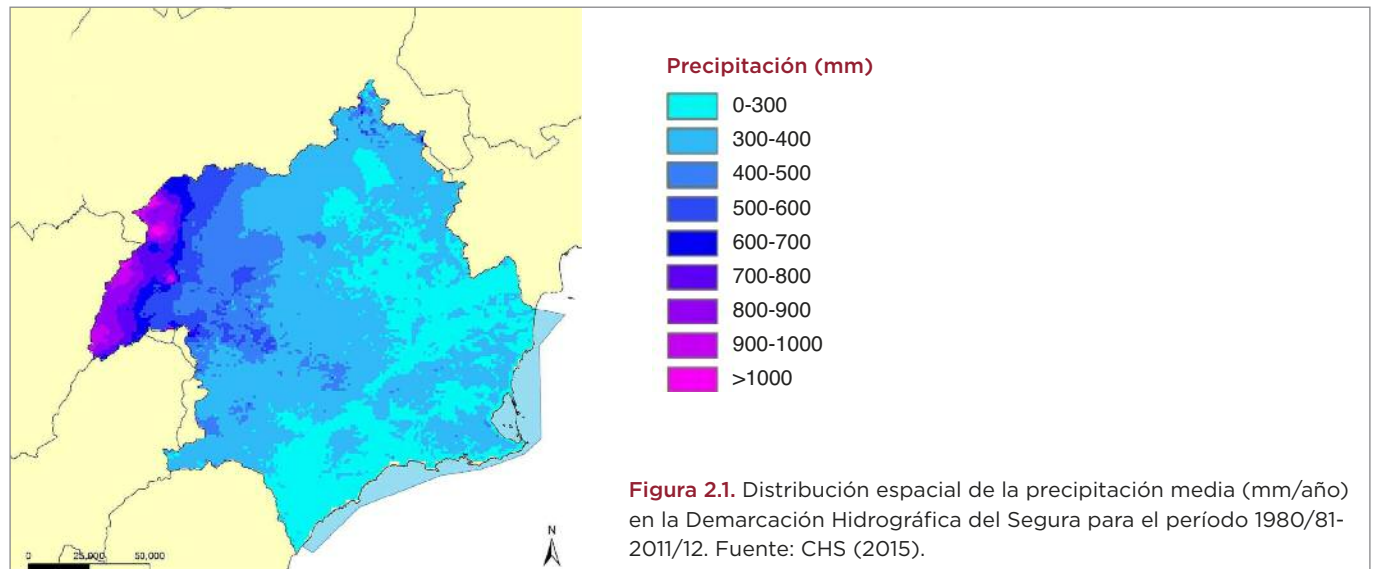 Precipitación (mm)
0-300
300-400
400-500
500-600
600-700
700-800
800-900
900-1000
>1000
Figura 2.1. Distribución espacial de la precipitación media (mm/año)
en la Demarcación Hidrográfica del Segura para el período 1980/81-
2011/12. Fuente: CHS (2015).
N
0 25,000 50,000